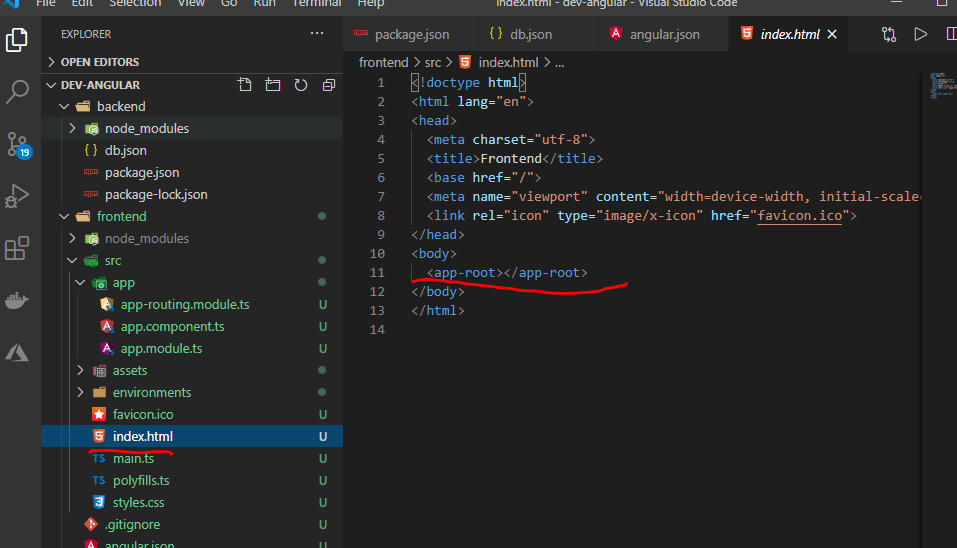 File Edit Selection View Go Run Terminal Help index.html - dev-angular - Visual Studio Code
EXPLORER
OPEN EDITORS
DEV-ANGULAR
backend
node_modules
{ } db.json
package.json
package-lock.json
frontend
node_modules
src
app
app-routing.module.ts U
app.component.ts U
app.module.ts U
assets
environments
favicon.ico U
index.html U
TS main.ts U
TS polyfills.ts U
styles.css U
.gitignore U
angular.json U
19
package.json { } db.json angular.json index.html
frontend > src > index.html > ...
1 <!doctype html>
2 <html lang="en">
3 <head>
4 <meta charset="utf-8">
5 <title>Frontend</title>
6 <base href="/">
7 <meta name="viewport" content="width=device-width, initial-scale=
8 <link rel="icon" type="image/x-icon" href="favicon.ico">
9 </head>
10 <body>
11 <app-root></app-root>
12 </body>
13 </html>
14